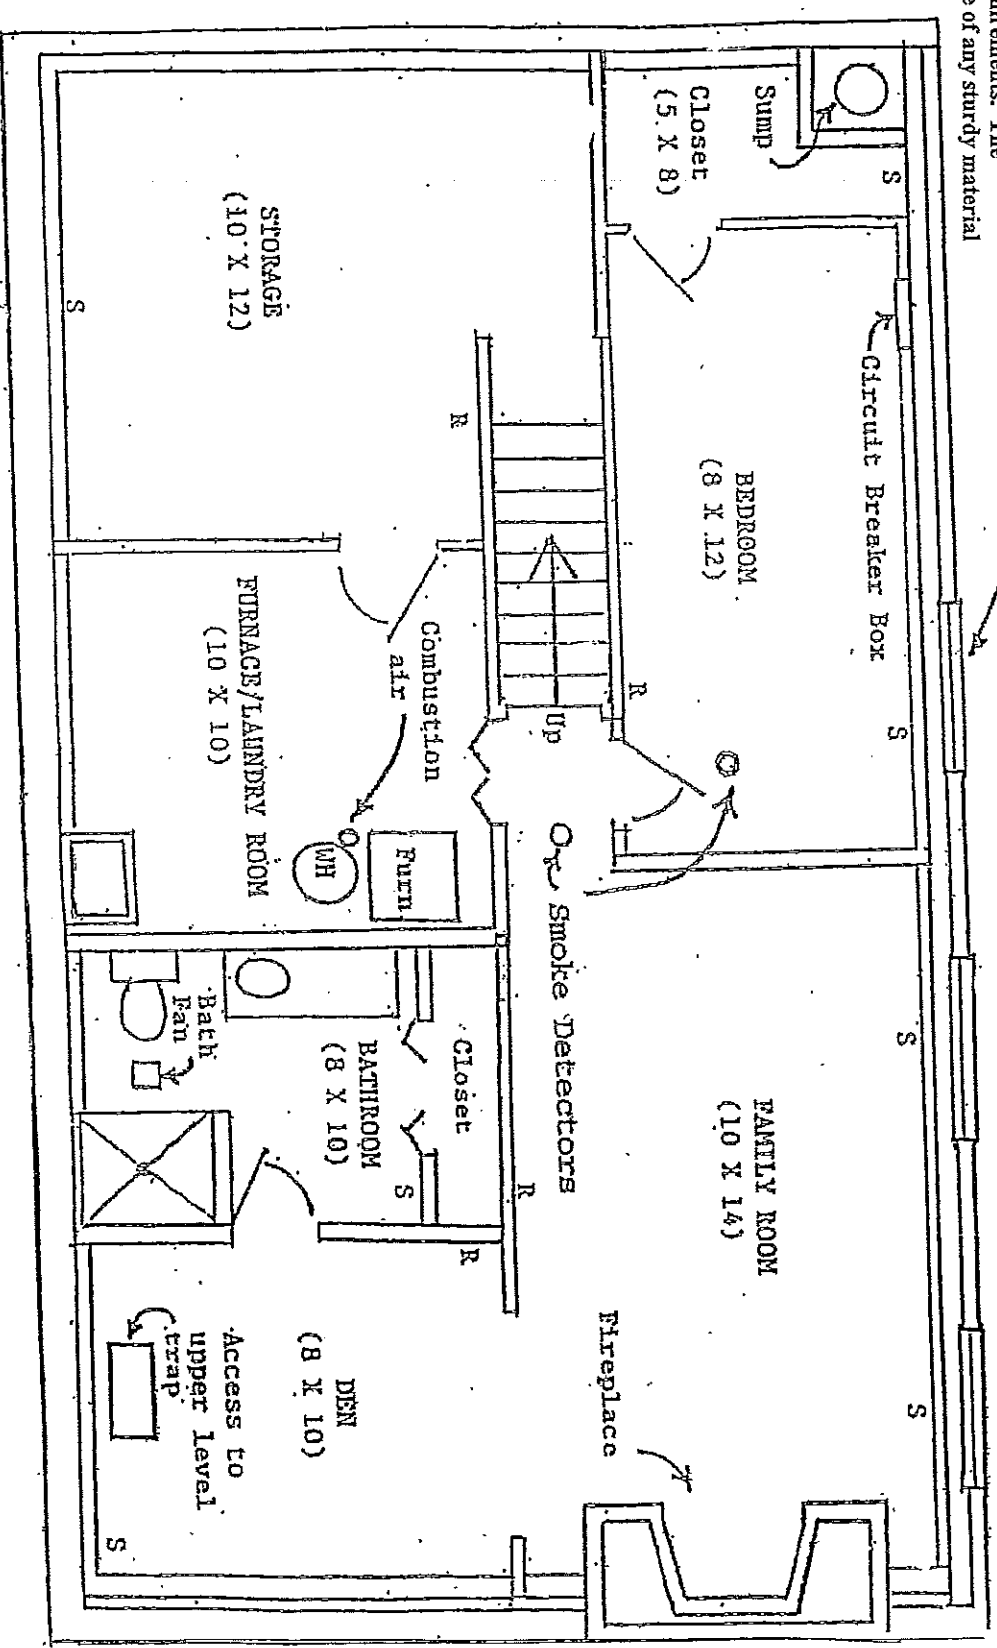 The
of any sturdy material
S
S
S
S
Circuit Breaker Box
Sump
Closet
(5 X 8)
BEDROOM
(8 X 12)
FAMILY ROOM
(10 X 14)
R
Fireplace
Up
Smoke Detectors
R
R
R
Closet
Combustion
air
Furn
WH
S
BATHROOM
(8 X 10)
DEN
(8 X 10)
STORAGE
(10 X 12)
FURNACE/LAUNDRY ROOM
(10 X 10)
Bath
Fan
Access to
upper level
trap
S
S